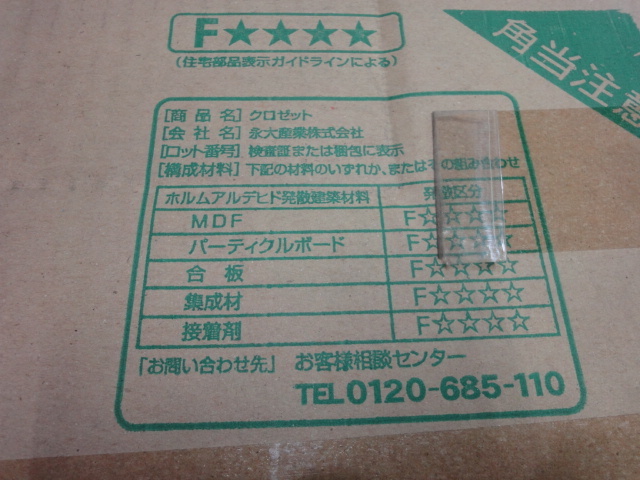 F★★★★
(住宅部品表示ガイドラインによる)
角当注意
[商品名] クロゼット
[会社名] 永大産業株式会社
[ロット番号] 検査証または梱包に表示
[構成材料] 下記の材料のいずれか、またはその組み合わせ
ホルムアルデヒド発散建築材料 発散区分
MDF F☆☆☆☆
パーティクルボード F☆☆☆☆
合板 F☆☆☆☆
集成材 F☆☆☆☆
接着剤 F☆☆☆☆
「お問い合わせ先」 お客様相談センター
TEL0120-685-110